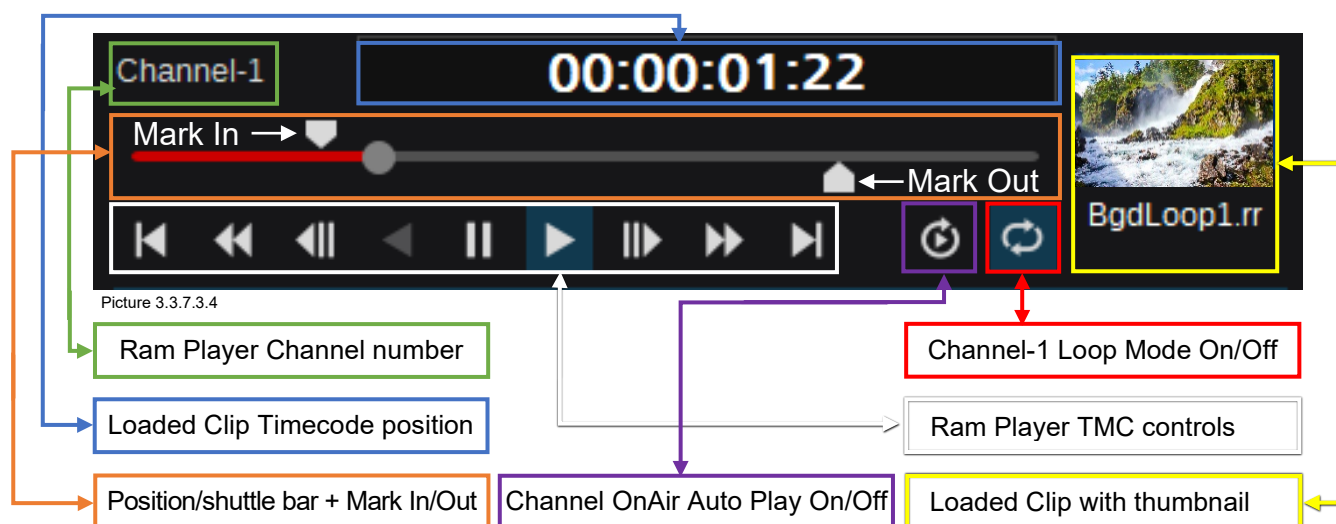 Channel-1
00:00:01:22
Mark In
Mark Out
BgdLoop1.rr
Picture 3.3.7.3.4
Ram Player Channel number
Channel-1 Loop Mode On/Off
Loaded Clip Timecode position
Ram Player TMC controls
Position/shuttle bar + Mark In/Out
Channel OnAir Auto Play On/Off
Loaded Clip with thumbnail